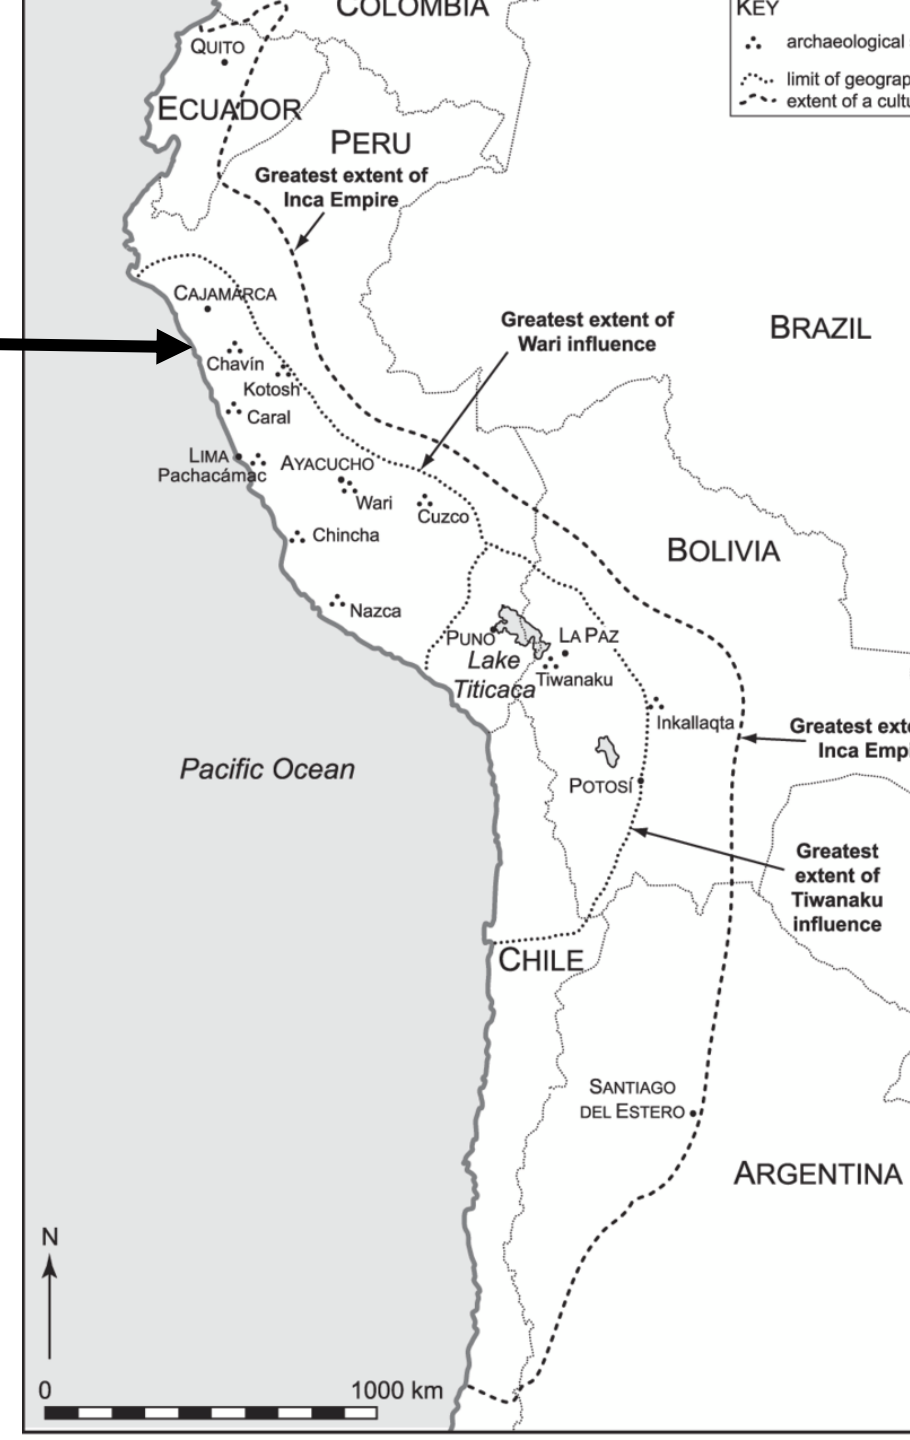 COLOMBIA
KEY
archaeological
limit of geograp
extent of a cultu
QUITO
ECUADOR
PERU
Greatest extent of
Inca Empire
CAJAMARCA
Greatest extent of
Wari influence
BRAZIL
Chavín
Kotosh
Caral
LIMA
Pachacámac
AYACUCHO
Wari
Cuzco
Chincha
BOLIVIA
Nazca
PUNO
LA PAZ
Lake
Titicaca
Tiwanaku
Inkallaqta
Greatest exte
Inca Empi
Pacific Ocean
POTOSÍ
Greatest
extent of
Tiwanaku
influence
CHILE
SANTIAGO
DEL ESTERO
ARGENTINA
N
0 1000 km